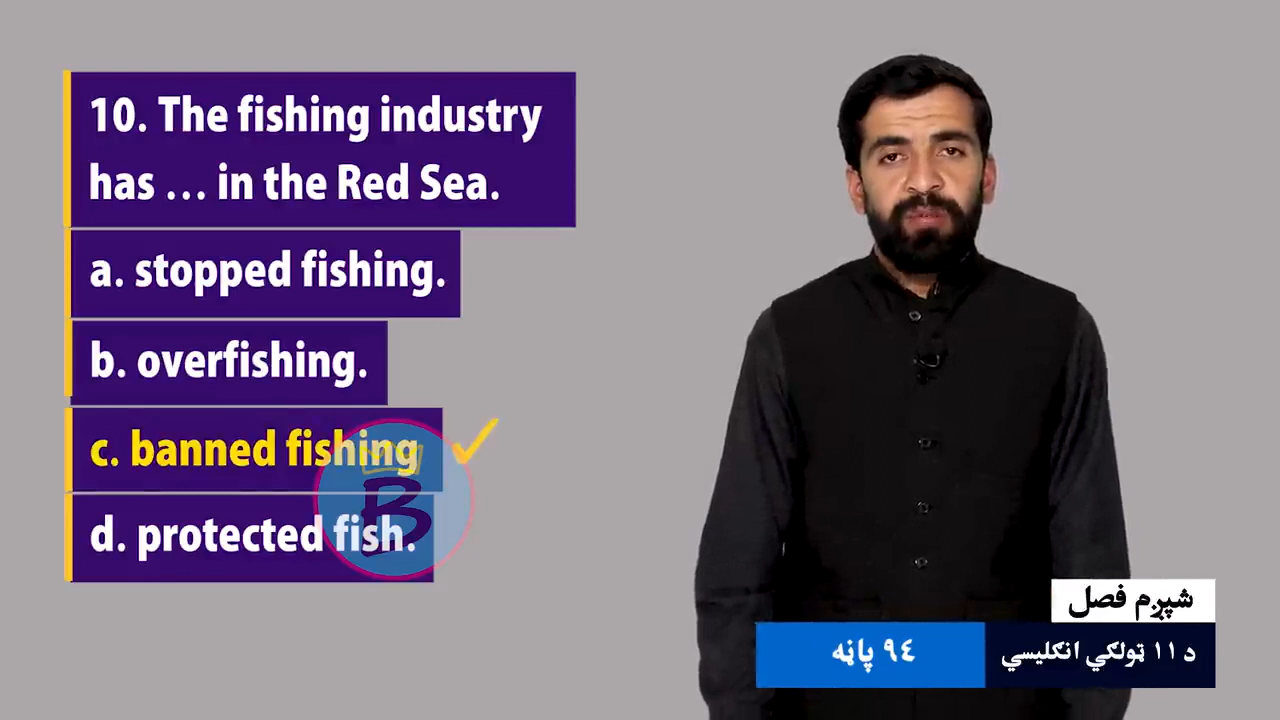 10. The fishing industry
has ... in the Red Sea.
a. stopped fishing.
b. overfishing.
c. banned fishing
d. protected fish.
B
شپږم فصل
د ۱۱ ټولګي انګلیسي
۹٤ پاڼه